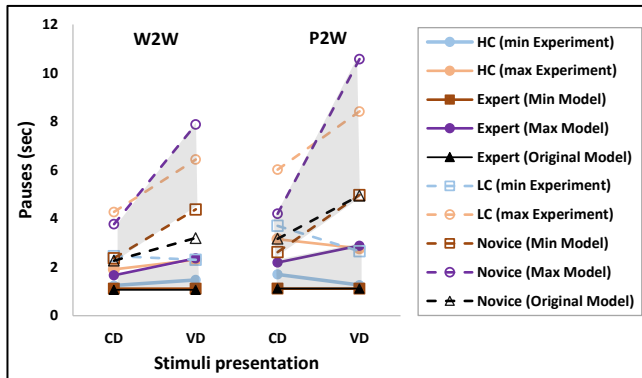 W2W
P2W
12
10
8
6
4
2
0
Pauses (sec)
CD
VD
CD
VD
Stimuli presentation
HC (min Experiment)
HC (max Experiment)
Expert (Min Model)
Expert (Max Model)
Expert (Original Model)
LC (min Experiment)
LC (max Experiment)
Novice (Min Model)
Novice (Max Model)
Novice (Original Model)